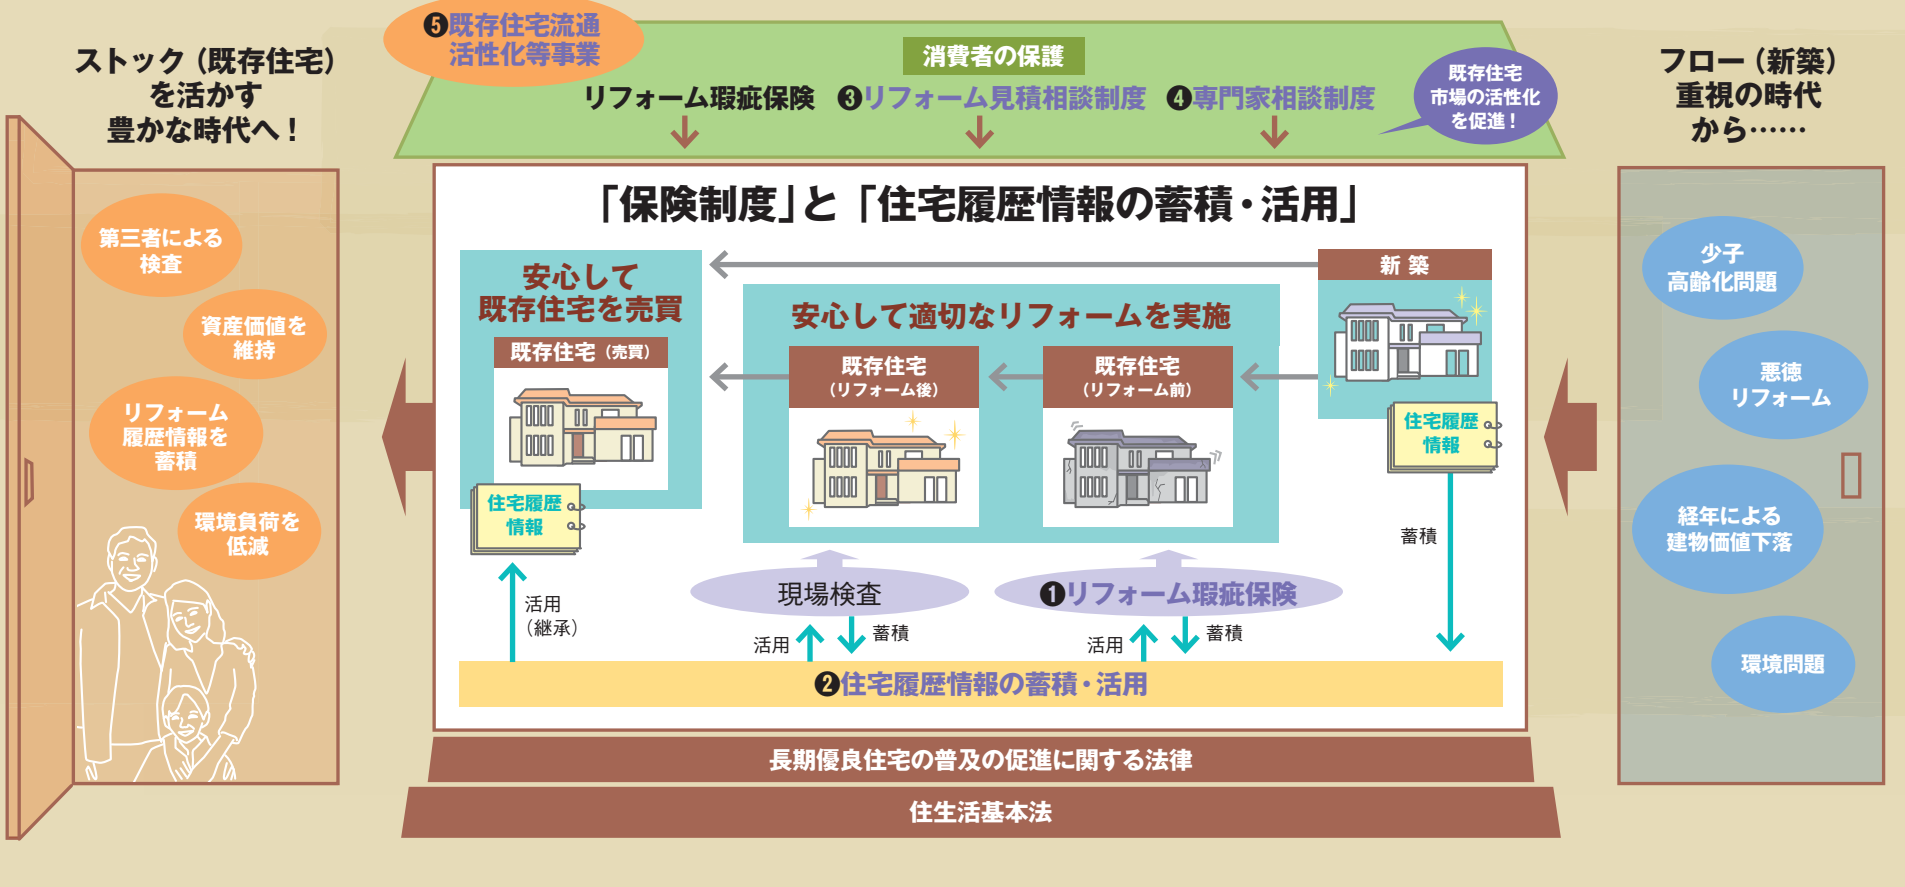 ストック（既存住宅）
を活かす
豊かな時代へ！
第三者による
検査
資産価値を
維持
リフォーム
履歴情報を
蓄積
環境負荷を
低減
❺既存住宅流通
活性化等事業
消費者の保護
リフォーム瑕疵保険
❸リフォーム見積相談制度
❹専門家相談制度
既存住宅
市場の活性化
を促進！
「保険制度」と「住宅履歴情報の蓄積・活用」
安心して
既存住宅を売買
既存住宅（売買）
住宅履歴
情報
安心して適切なリフォームを実施
既存住宅
（リフォーム後）
既存住宅
（リフォーム前）
新築
住宅履歴
情報
蓄積
現場検査
❶リフォーム瑕疵保険
活用
（継承）
活用
蓄積
活用
蓄積
❷住宅履歴情報の蓄積・活用
長期優良住宅の普及の促進に関する法律
住生活基本法
フロー（新築）
重視の時代
から……
少子
高齢化問題
悪徳
リフォーム
経年による
建物価値下落
環境問題